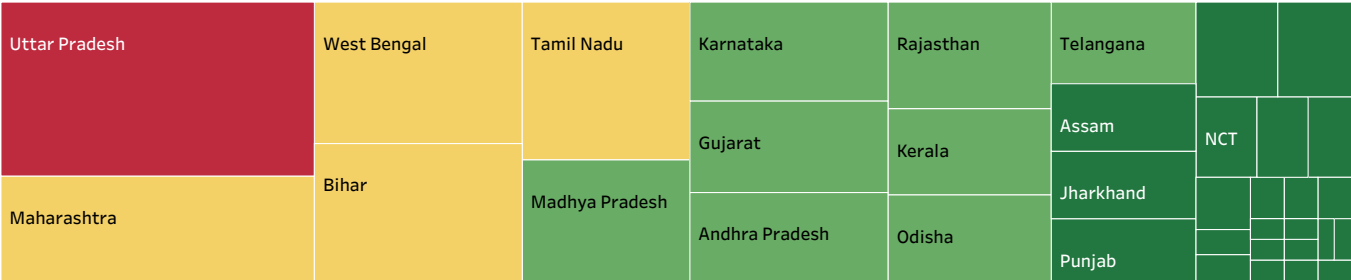 Uttar Pradesh
Maharashtra
West Bengal
Bihar
Tamil Nadu
Madhya Pradesh
Karnataka
Gujarat
Andhra Pradesh
Rajasthan
Kerala
Odisha
Telangana
Assam
Jharkhand
Punjab
NCT